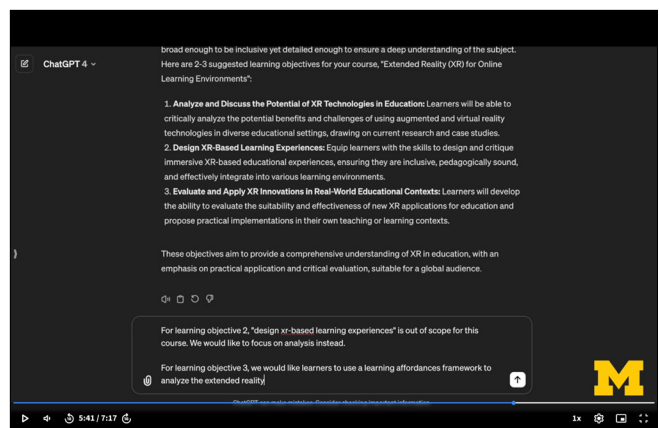 broad enough to be inclusive yet detailed enough to ensure a deep understanding of the subject.
ChatGPT 4
Here are 2-3 suggested learning objectives for your course, "Extended Reality (XR) for Online
Learning Environments":
1. Analyze and Discuss the Potential of XR Technologies in Education: Learners will be able to
critically analyze the potential benefits and challenges of using augmented and virtual reality
technologies in diverse educational settings, drawing on current research and case studies.
2. Design XR-Based Learning Experiences: Equip learners with the skills to design and critique
immersive XR-based educational experiences, ensuring they are inclusive, pedagogically sound,
and effectively integrate into various learning environments.
3. Evaluate and Apply XR Innovations in Real-World Educational Contexts: Learners will develop
the ability to evaluate the suitability and effectiveness of new XR applications for education and
propose practical implementations in their own teaching or learning contexts.
These objectives aim to provide a comprehensive understanding of XR in education, with an
emphasis on practical application and critical evaluation, suitable for a global audience.
For learning objective 2, "design xr-based learning experiences" is out of scope for this
course. We would like to focus on analysis instead.
For learning objective 3, we would like learners to use a learning affordances framework to
analyze the extended reality
M
ChatGPT can make mistakes. Consider checking important information.
5:41 / 7:17
1x